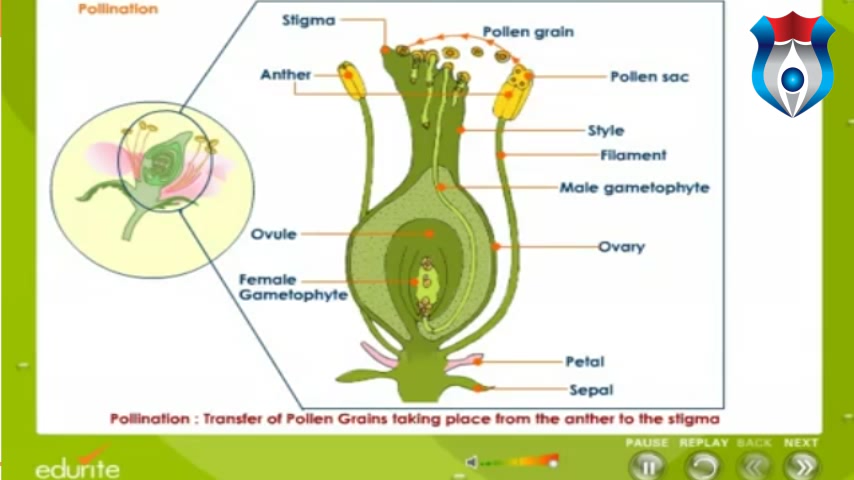 Pollination
Stigma
Pollen grain
Anther
Pollen sac
Style
Filament
Male gametophyte
Ovule
Ovary
Female
Gametophyte
Petal
Sepal
Pollination : Transfer of Pollen Grains taking place from the anther to the stigma
PAUSE REPLAY BACK NEXT
edurite